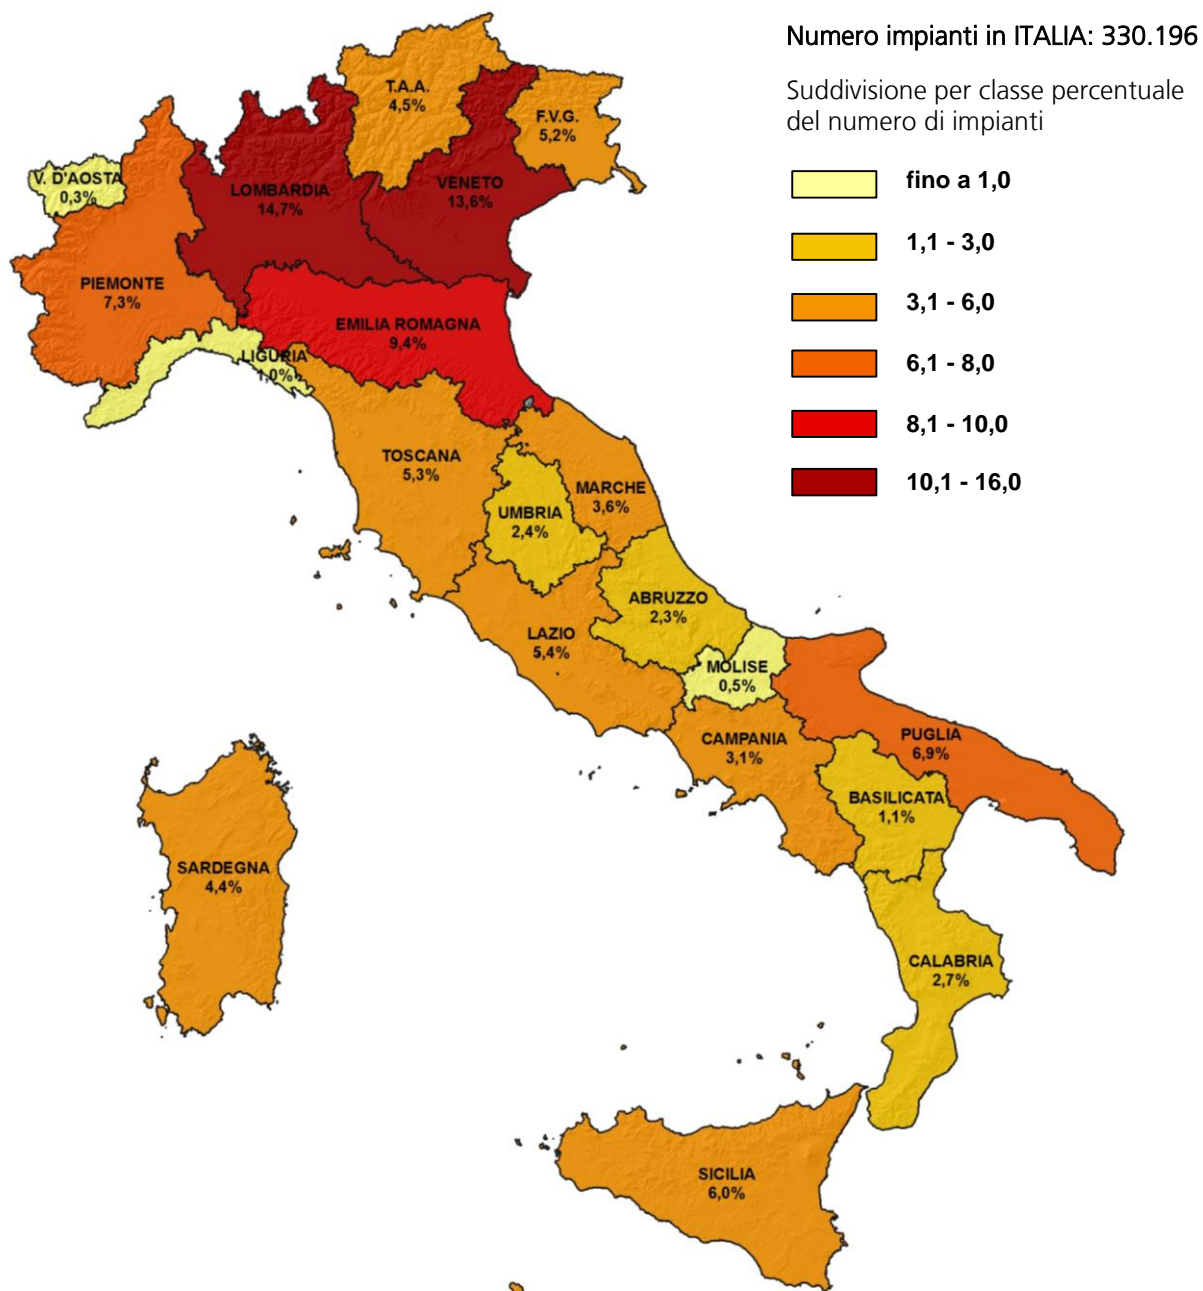 Numero impianti in ITALIA: 330.196
Suddivisione per classe percentuale
del numero di impianti
fino a 1,0
1,1 - 3,0
3,1 - 6,0
6,1 - 8,0
8,1 - 10,0
10,1 - 16,0
T.A.A.
4,5%
F.V.G.
5,2%
V. D'AOSTA
0,3%
LOMBARDIA
14,7%
VENETO
13,6%
PIEMONTE
7,3%
EMILIA ROMAGNA
9,4%
LIGURIA
1,0%
TOSCANA
5,3%
MARCHE
3,6%
UMBRIA
2,4%
ABRUZZO
2,3%
LAZIO
5,4%
MOLISE
0,5%
CAMPANIA
3,1%
PUGLIA
6,9%
BASILICATA
1,1%
SARDEGNA
4,4%
CALABRIA
2,7%
SICILIA
6,0%